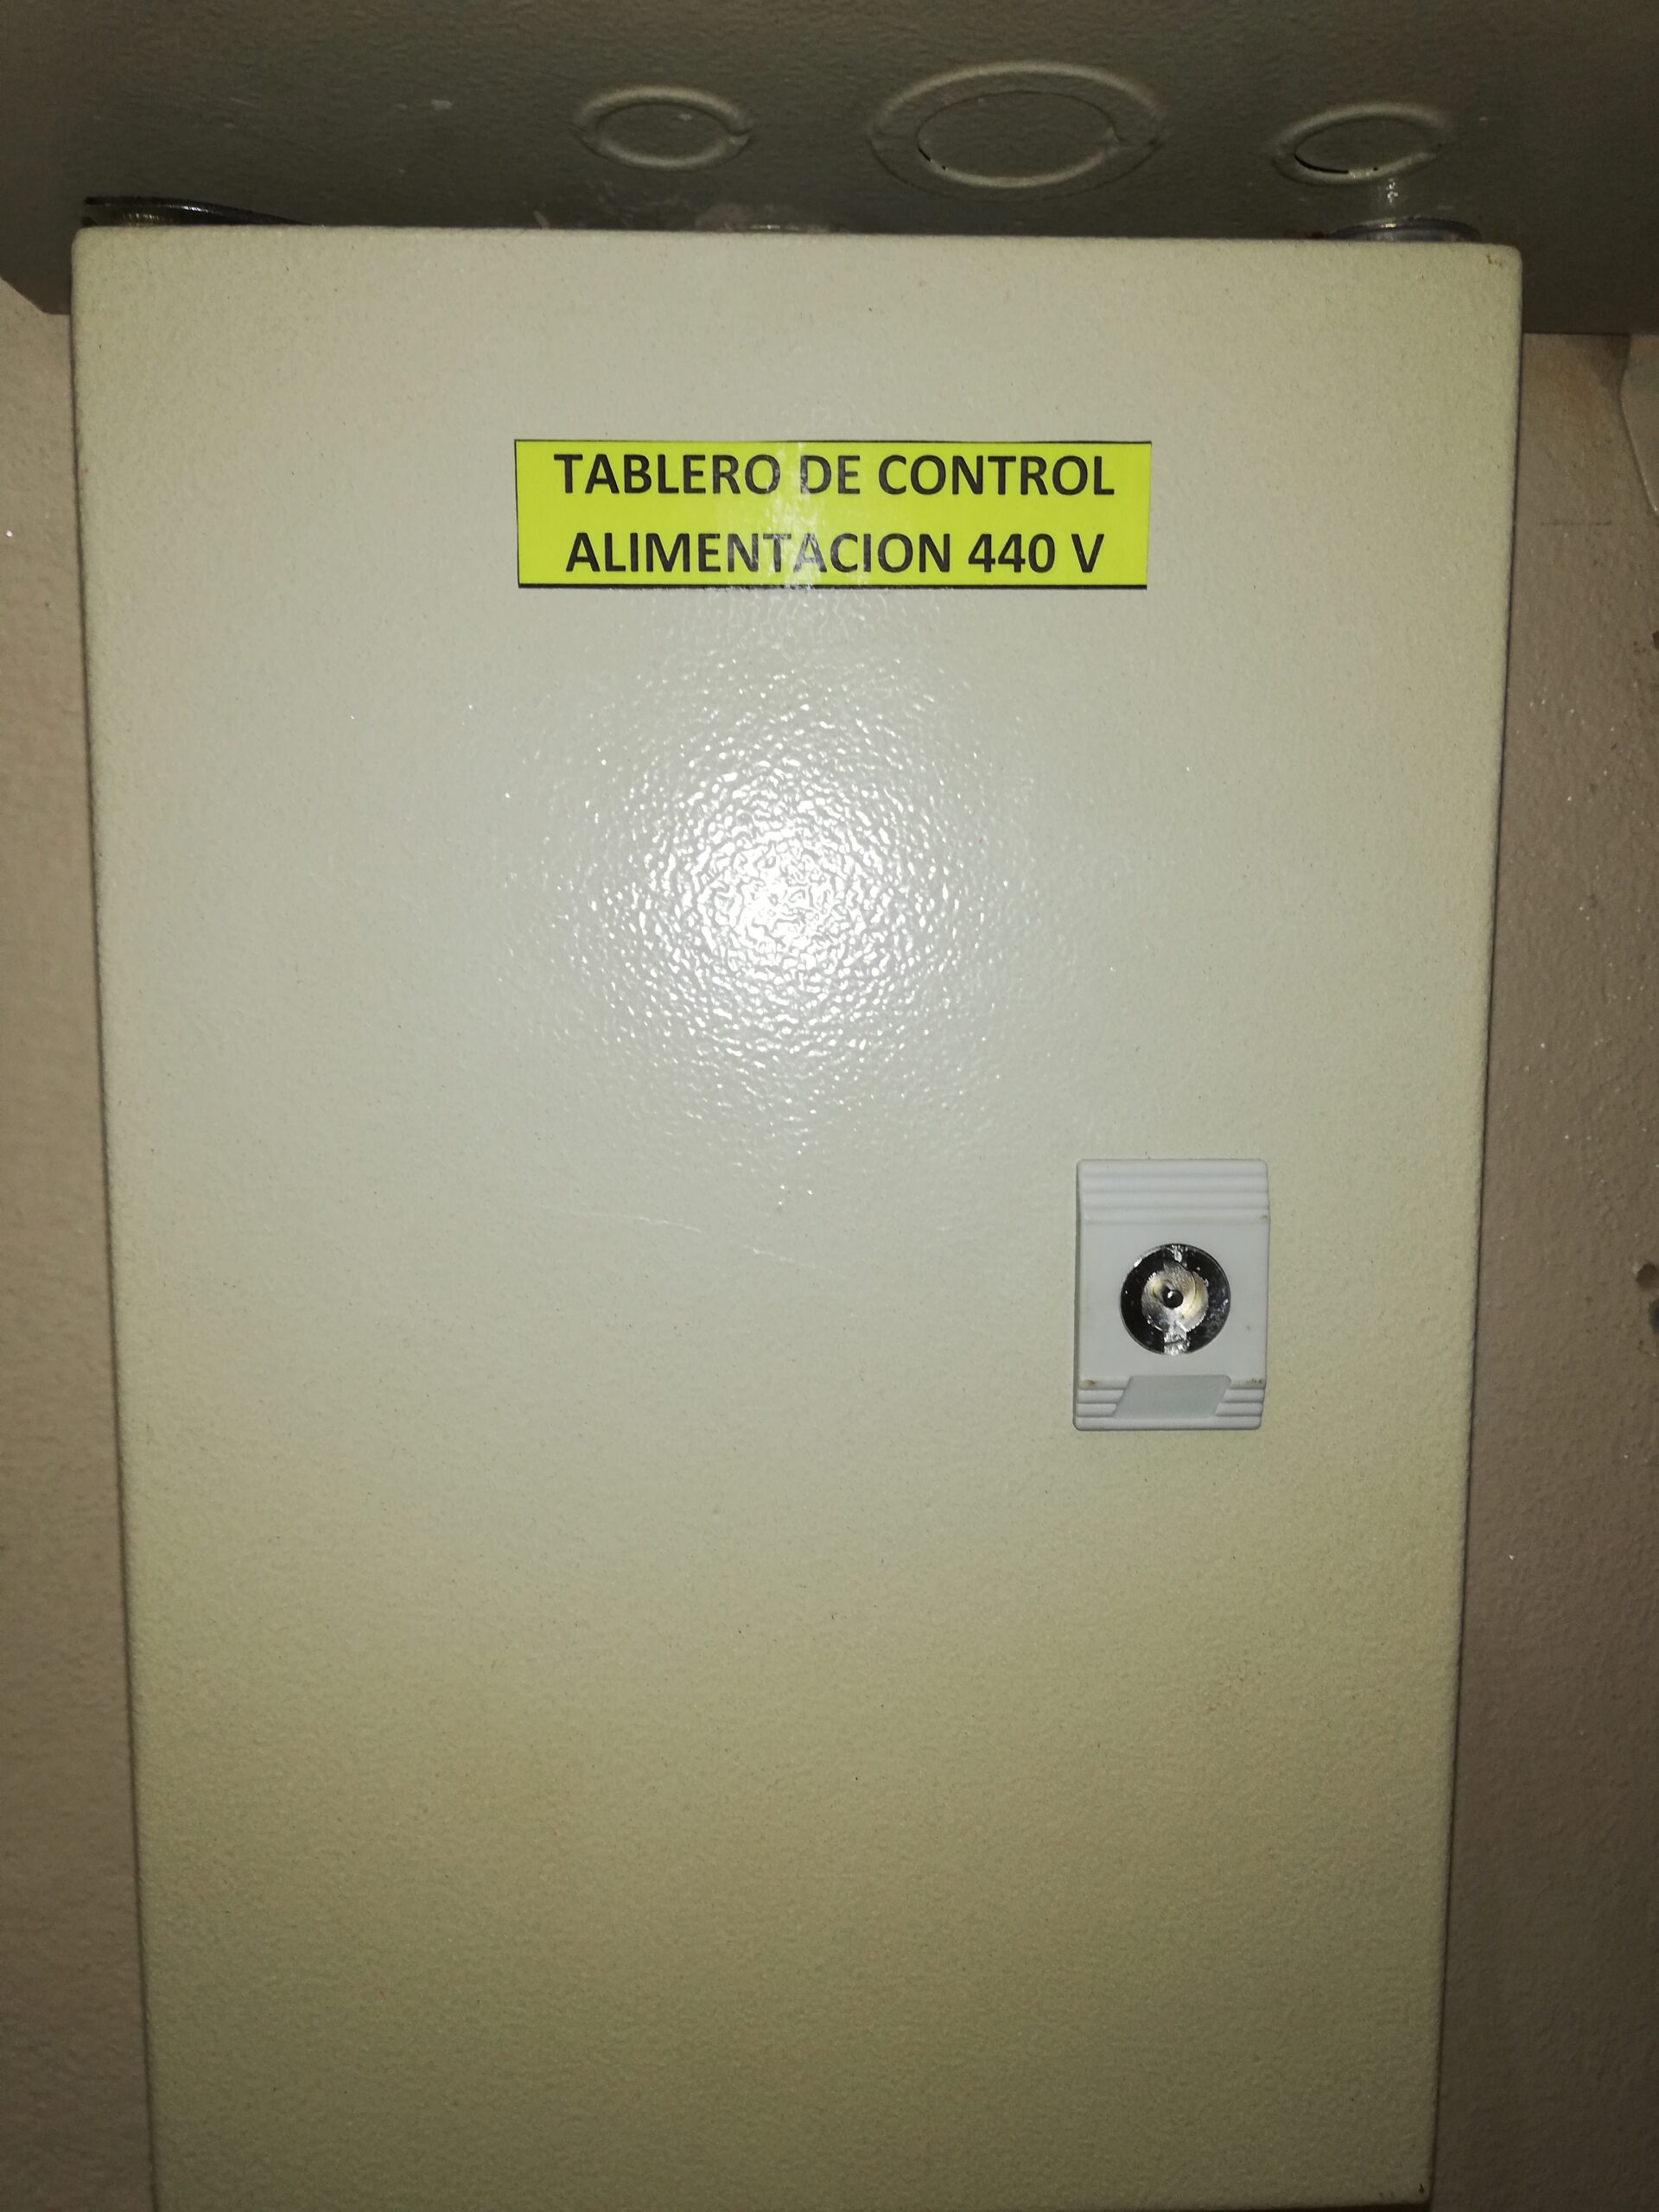 TABLERO DE CONTROL
ALIMENTACION 440 V